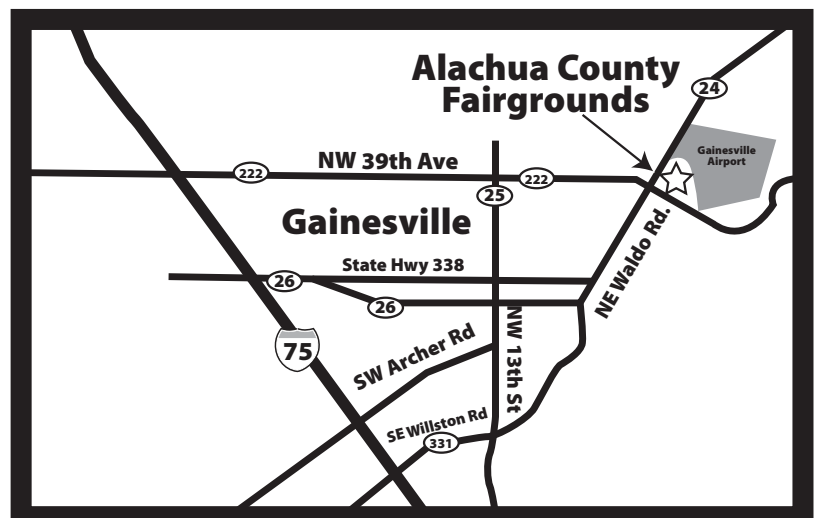 Alachua County
Fairgrounds
24
Gainesville
Airport
NW 39th Ave
222
222
25
Gainesville
NE Waldo Rd.
State Hwy 338
26
26
NW 13th St
75
SW Archer Rd
SE Willston Rd
331